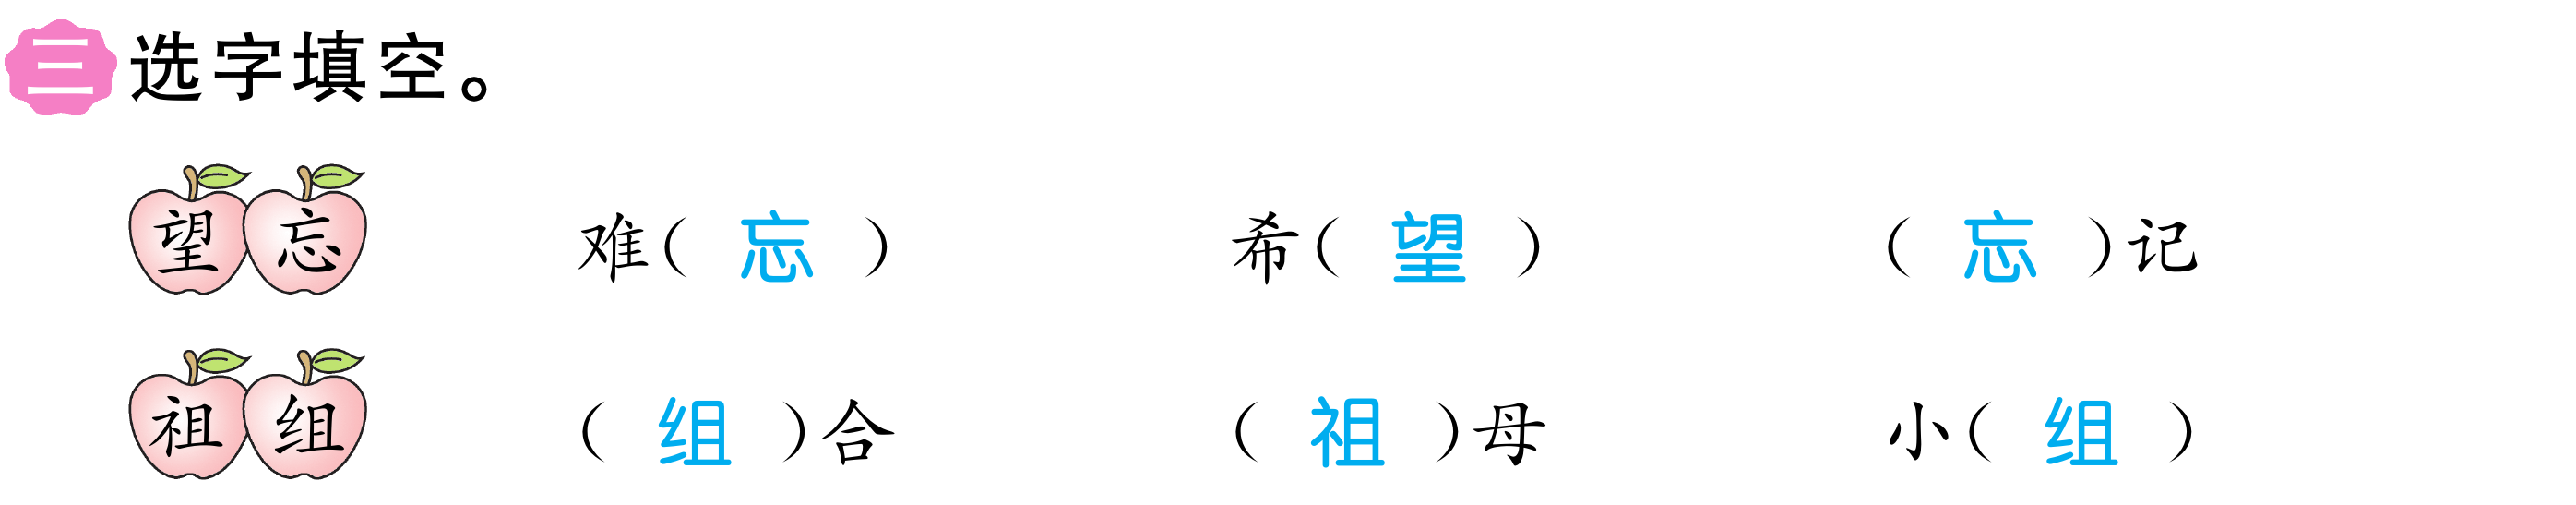 三 选字填空。
望 忘 难( 忘 ) 希( 望 ) ( 忘 )记
祖 组 ( 组 )合 ( 祖 )母 小( 组 )